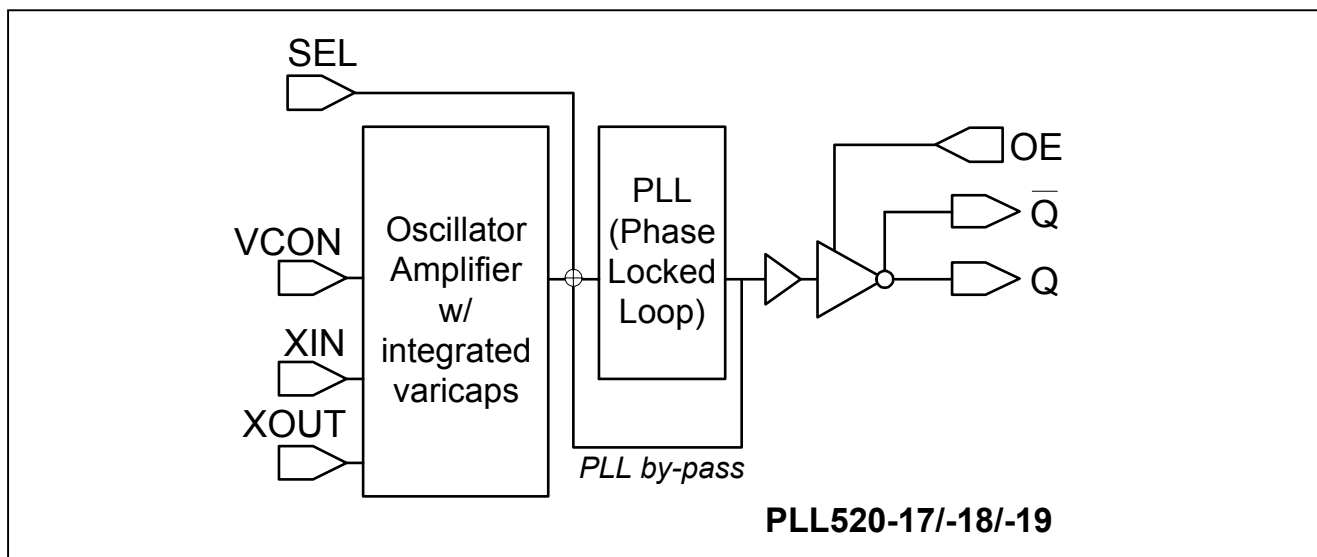 SEL
OE
PLL
(Phase
Locked
Loop)
Q̅
Oscillator
Amplifier
w/
integrated
varicaps
VCON
Q
XIN
XOUT
PLL by-pass
PLL520-17/-18/-19